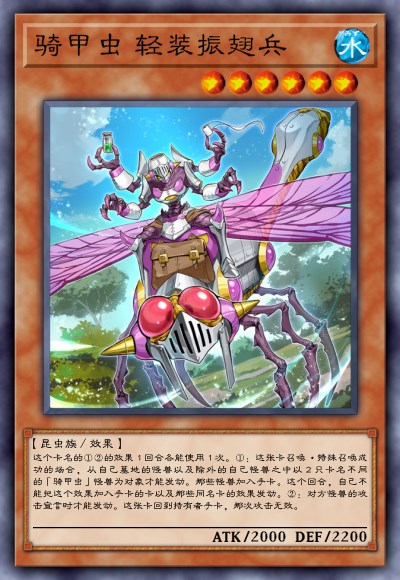 骑甲虫 轻装振翅兵
水
【昆虫族/效果】
这个卡名的①②的效果1回合各能使用1次。①：这张卡召唤·特殊召唤成
功的场合，从自己墓地的怪兽以及除外的自己怪兽之中以2只卡名不同
的「骑甲虫」怪兽为对象才能发动。那些怪兽加入手卡。这个回合，自己不
能把这个效果加入手卡的卡以及那些同名卡的效果发动。②：对方怪兽的攻
击宣言时才能发动。这张卡回到持有者手卡，那次攻击无效。
ATK/2000 DEF/2200